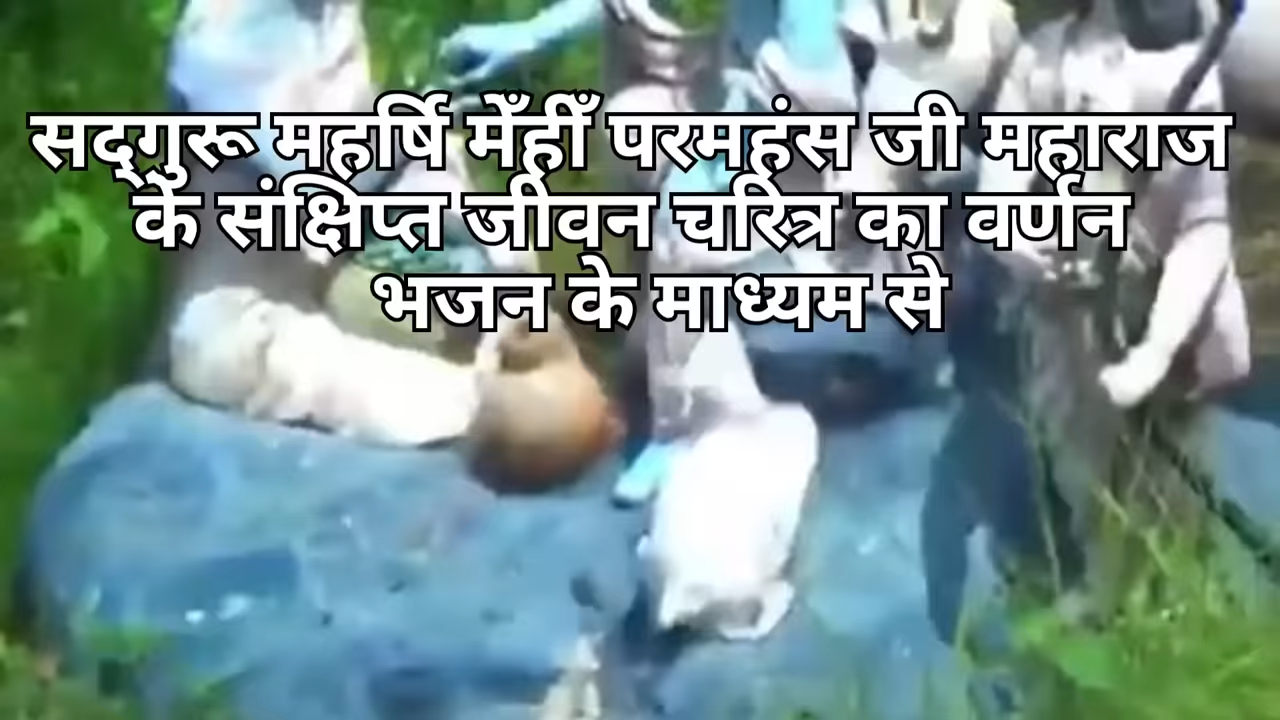 सद्गुरू महर्षि मेँहीँ परमहंस जी महाराज
के संक्षिप्त जीवन चरित्र का वर्णन
भजन के माध्यम से